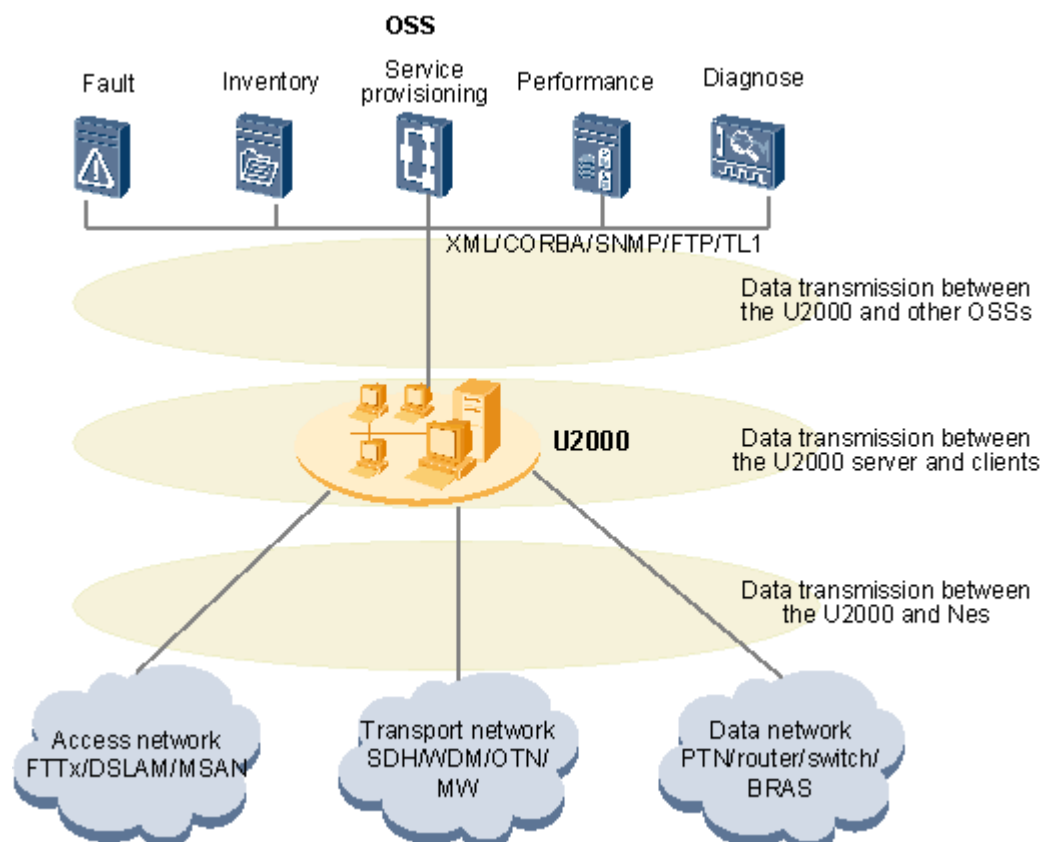 OSS
Fault
Inventory
Service
provisioning
Performance
Diagnose
XML/CORBA/SNMP/FTP/TL1
Data transmission between
the U2000 and other OSSs
U2000
Data transmission between
the U2000 server and clients
Data transmission between
the U2000 and Nes
Access network
FTTx/DSLAM/MSAN
Transport network
SDH/WDM/OTN/
MW
Data network
PTN/router/switch/
BRAS